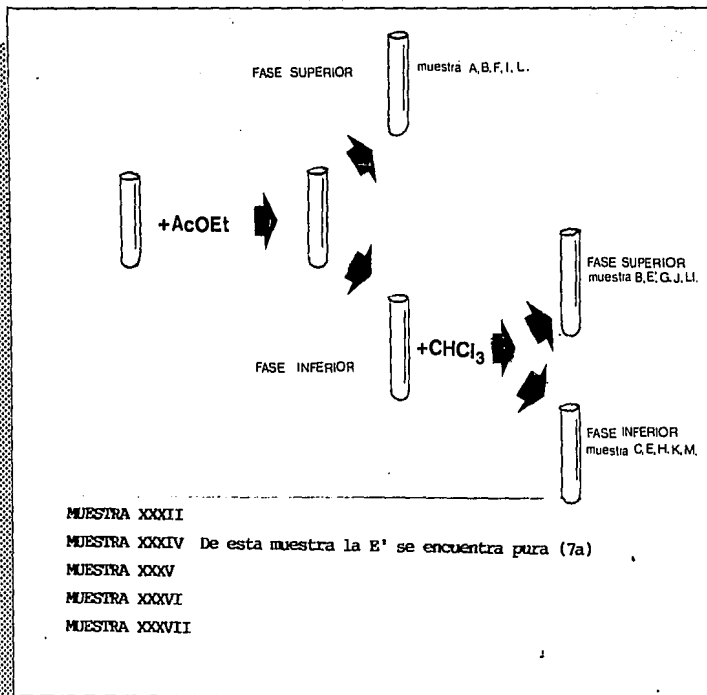 FASE SUPERIOR
muestra A,B,F,I,L.
+AcOEt
FASE INFERIOR
+CHCl3
FASE SUPERIOR
muestra B,E',G,J,Ll.
FASE INFERIOR
muestra C,E,H,K,M.
MUESTRA XXXII
MUESTRA XXXIV De esta muestra la E' se encuentra pura (7a)
MUESTRA XXXV
MUESTRA XXXVI
MUESTRA XXXVII